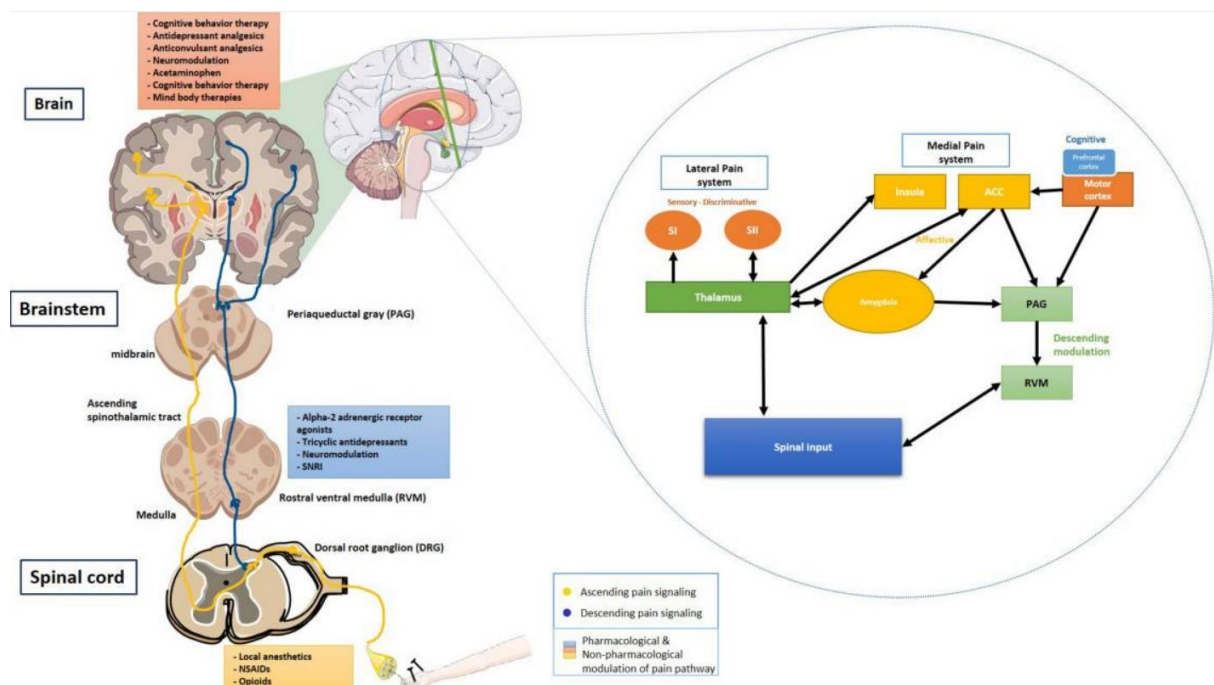 - Cognitive behavior therapy
- Antidepressant analgesics
- Anticonvulsant analgesics
- Neuromodulation
- Acetaminophen
- Cognitive behavior therapy
- Mind body therapies
Brain
Brainstem
Periaqueductal gray (PAG)
midbrain
Ascending
spinothalamic tract
- Alpha-2 adrenergic receptor
agonists
- Tricyclic antidepressants
- Neuromodulation
- SNRI
Rostral ventral medulla (RVM)
Medulla
Dorsal root ganglion (DRG)
Spinal cord
- Local anesthetics
- NSAIDs
- Opioids
Ascending pain signaling
Descending pain signaling
Pharmacological &
Non-pharmacological
modulation of pain pathway
Lateral Pain
system
Sensory - Discriminative
SI
SII
Thalamus
Medial Pain
system
Insula
ACC
Cognitive
Prefrontal
cortex
Motor
cortex
Affective
Amygdala
PAG
Descending
modulation
RVM
Spinal input